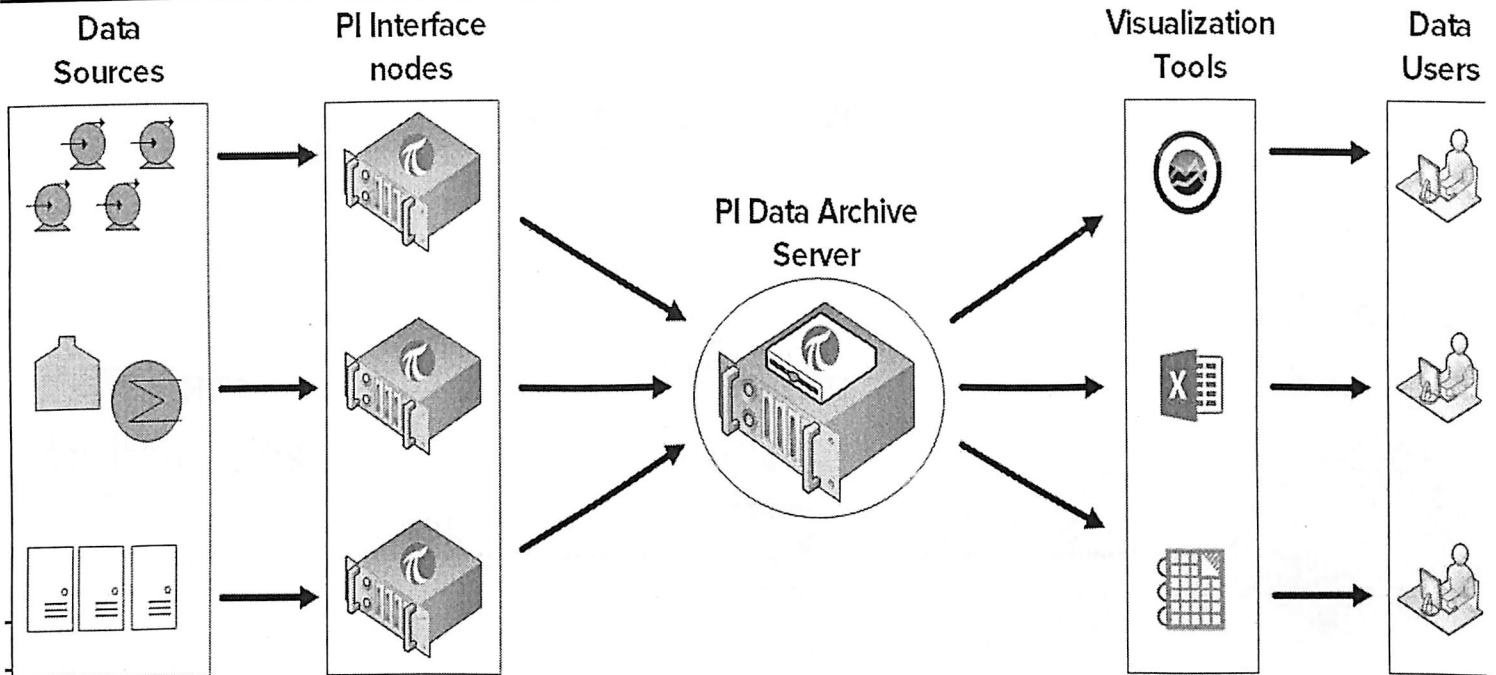 Data
Sources
PI Interface
nodes
PI Data Archive
Server
Visualization
Tools
Data
Users
X